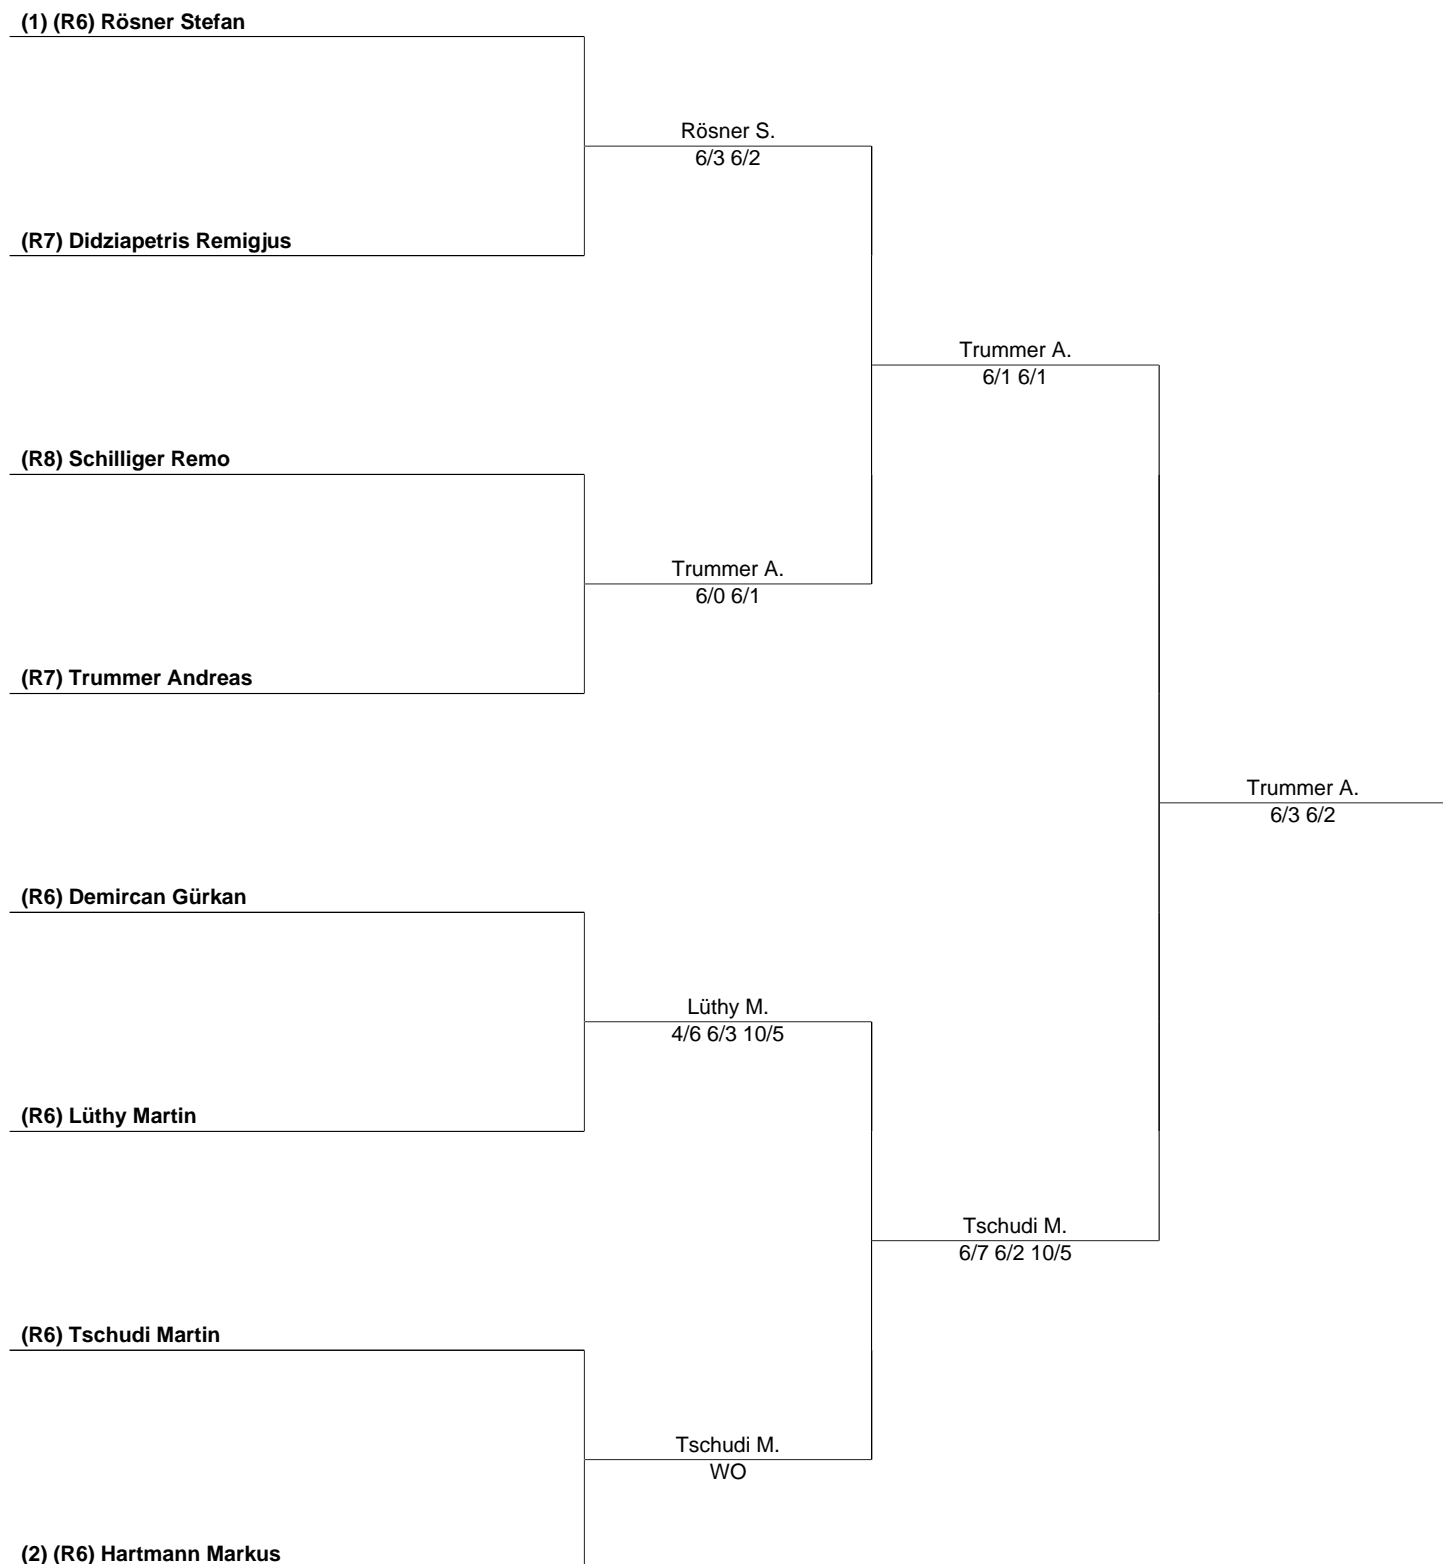 (1) (R6) Rösner Stefan
Rösner S.
6/3 6/2
(R7) Didziapetris Remigjus
Trummer A.
6/1 6/1
(R8) Schilliger Remo
Trummer A.
6/0 6/1
(R7) Trummer Andreas
Trummer A.
6/3 6/2
(R6) Demircan Gürkan
Lüthy M.
4/6 6/3 10/5
(R6) Lüthy Martin
Tschudi M.
6/7 6/2 10/5
(R6) Tschudi Martin
Tschudi M.
WO
(2) (R6) Hartmann Markus